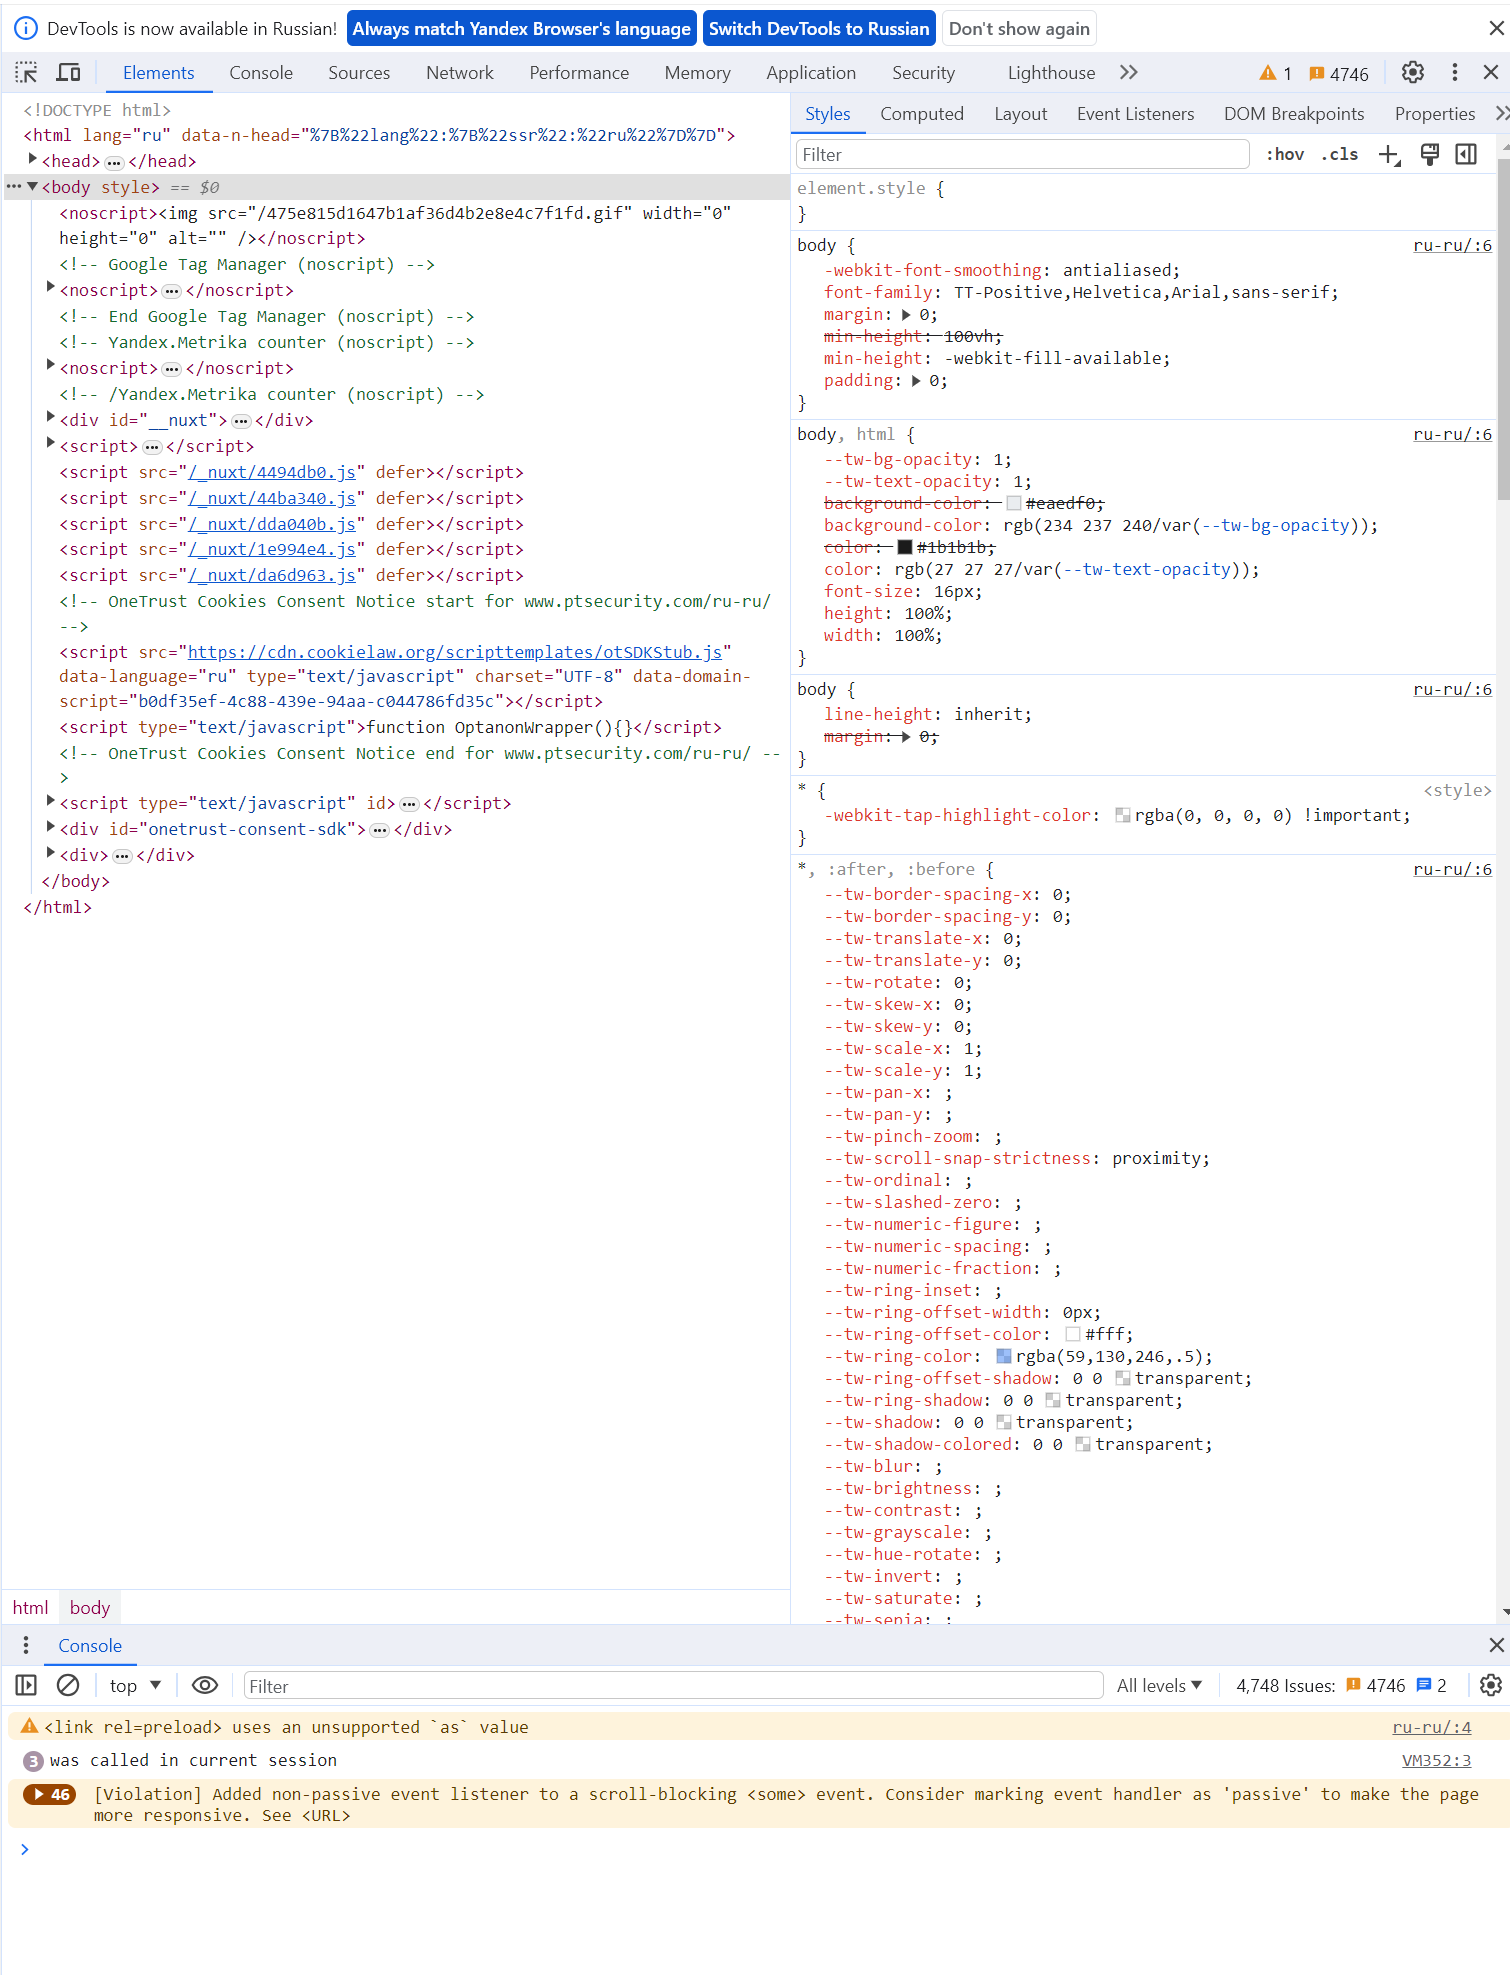 DevTools is now available in Russian! Always match Yandex Browser's language Switch DevTools to Russian Don't show again
Elements Console Sources Network Performance Memory Application Security Lighthouse 1 4746
<!DOCTYPE html>
<html lang="ru" data-n-head="%7B%22lang%22:%7B%22ssr%22:%22ru%22%7D%7D">
<head> ••• </head>
••• <body style> == $0
<noscript><img src="/475e815d1647b1af36d4b2e8e4c7f1fd.gif" width="0"
height="0" alt="" /></noscript>
<!-- Google Tag Manager (noscript) -->
<noscript> ••• </noscript>
<!-- End Google Tag Manager (noscript) -->
<!-- Yandex.Metrika counter (noscript) -->
<noscript> ••• </noscript>
<!-- /Yandex.Metrika counter (noscript) -->
<div id="__nuxt"> ••• </div>
<script> ••• </script>
<script src="/_nuxt/4494db0.js" defer></script>
<script src="/_nuxt/44ba340.js" defer></script>
<script src="/_nuxt/dda040b.js" defer></script>
<script src="/_nuxt/1e994e4.js" defer></script>
<script src="/_nuxt/da6d963.js" defer></script>
<!-- OneTrust Cookies Consent Notice start for www.ptsecurity.com/ru-ru/
-->
<script src="https://cdn.cookielaw.org/scripttemplates/otSDKStub.js"
data-language="ru" type="text/javascript" charset="UTF-8" data-domain-
script="b0df35ef-4c88-439e-94aa-c044786fd35c"></script>
<script type="text/javascript">function OptanonWrapper(){}</script>
<!-- OneTrust Cookies Consent Notice end for www.ptsecurity.com/ru-ru/ --
>
<script type="text/javascript" id> ••• </script>
<div id="onetrust-consent-sdk"> ••• </div>
<div> ••• </div>
</body>
</html>
html body
Styles Computed Layout Event Listeners DOM Breakpoints Properties
Filter :hov .cls
element.style {
}
body { ru-ru/:6
-webkit-font-smoothing: antialiased;
font-family: TT-Positive,Helvetica,Arial,sans-serif;
margin: 0;
min-height: 100vh;
min-height: -webkit-fill-available;
padding: 0;
}
body, html { ru-ru/:6
--tw-bg-opacity: 1;
--tw-text-opacity: 1;
background-color: #eaedf0;
background-color: rgb(234 237 240/var(--tw-bg-opacity));
color: #1b1b1b;
color: rgb(27 27 27/var(--tw-text-opacity));
font-size: 16px;
height: 100%;
width: 100%;
}
body { ru-ru/:6
line-height: inherit;
margin: 0;
}
* { <style>
-webkit-tap-highlight-color: rgba(0, 0, 0, 0) !important;
}
*, :after, :before { ru-ru/:6
--tw-border-spacing-x: 0;
--tw-border-spacing-y: 0;
--tw-translate-x: 0;
--tw-translate-y: 0;
--tw-rotate: 0;
--tw-skew-x: 0;
--tw-skew-y: 0;
--tw-scale-x: 1;
--tw-scale-y: 1;
--tw-pan-x: ;
--tw-pan-y: ;
--tw-pinch-zoom: ;
--tw-scroll-snap-strictness: proximity;
--tw-ordinal: ;
--tw-slashed-zero: ;
--tw-numeric-figure: ;
--tw-numeric-spacing: ;
--tw-numeric-fraction: ;
--tw-ring-inset: ;
--tw-ring-offset-width: 0px;
--tw-ring-offset-color: #fff;
--tw-ring-color: rgba(59,130,246,.5);
--tw-ring-offset-shadow: 0 0 transparent;
--tw-ring-shadow: 0 0 transparent;
--tw-shadow: 0 0 transparent;
--tw-shadow-colored: 0 0 transparent;
--tw-blur: ;
--tw-brightness: ;
--tw-contrast: ;
--tw-grayscale: ;
--tw-hue-rotate: ;
--tw-invert: ;
--tw-saturate: ;
--tw-sepia: ;
Console
top Filter All levels 4,748 Issues: 4746 2
<link rel=preload> uses an unsupported `as` value ru-ru/:4
3 was called in current session VM352:3
46 [Violation] Added non-passive event listener to a scroll-blocking <some> event. Consider marking event handler as 'passive' to make the page
more responsive. See <URL>